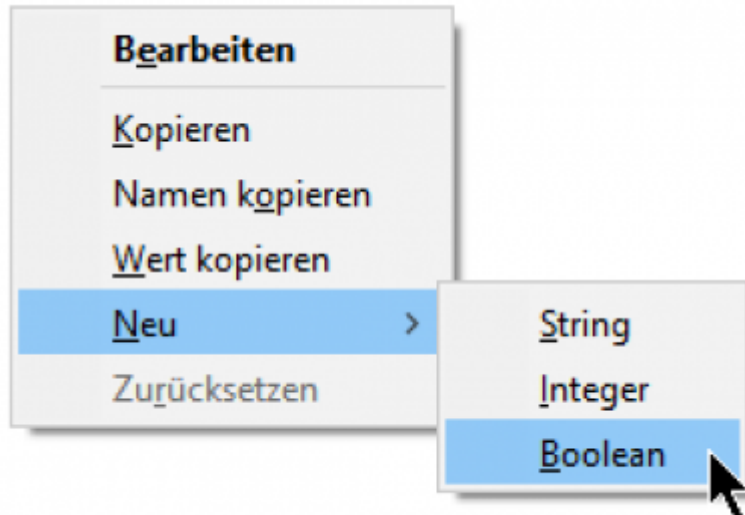 Bearbeiten
Kopieren
Namen kopieren
Wert kopieren
Neu
Zurücksetzen
String
Integer
Boolean